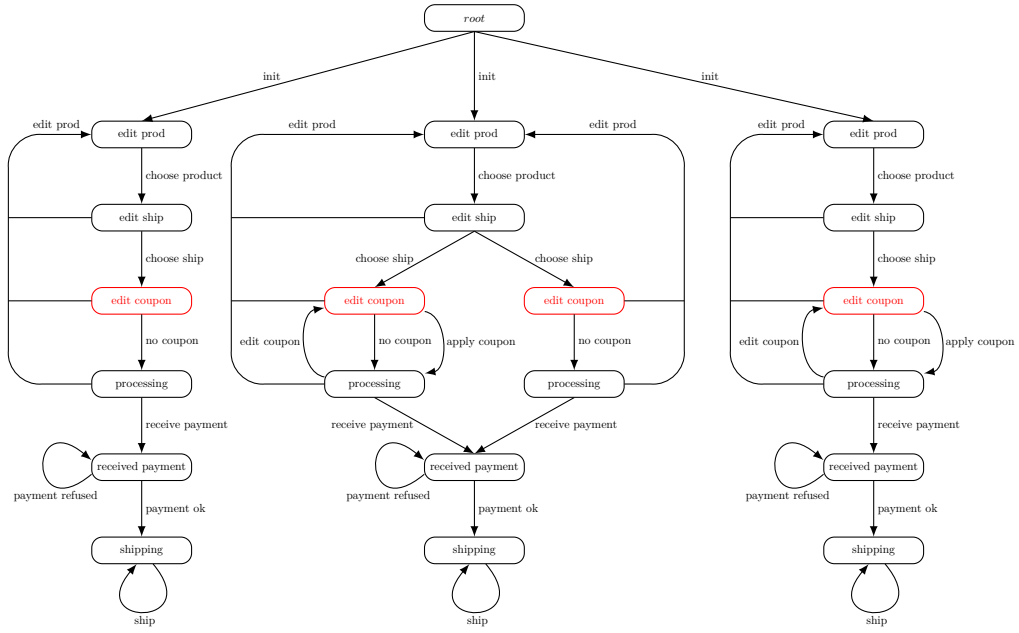 root
init
init
init
edit prod
edit prod
edit prod
edit prod
edit prod
edit prod
edit prod
choose product
choose product
choose product
edit ship
edit ship
edit ship
choose ship
choose ship
choose ship
choose ship
edit coupon
edit coupon
edit coupon
edit coupon
no coupon
edit coupon
no coupon
apply coupon
no coupon
edit coupon
no coupon
apply coupon
processing
processing
processing
processing
receive payment
receive payment
receive payment
receive payment
received payment
received payment
received payment
payment refused
payment refused
payment refused
payment ok
payment ok
payment ok
shipping
shipping
shipping
ship
ship
ship